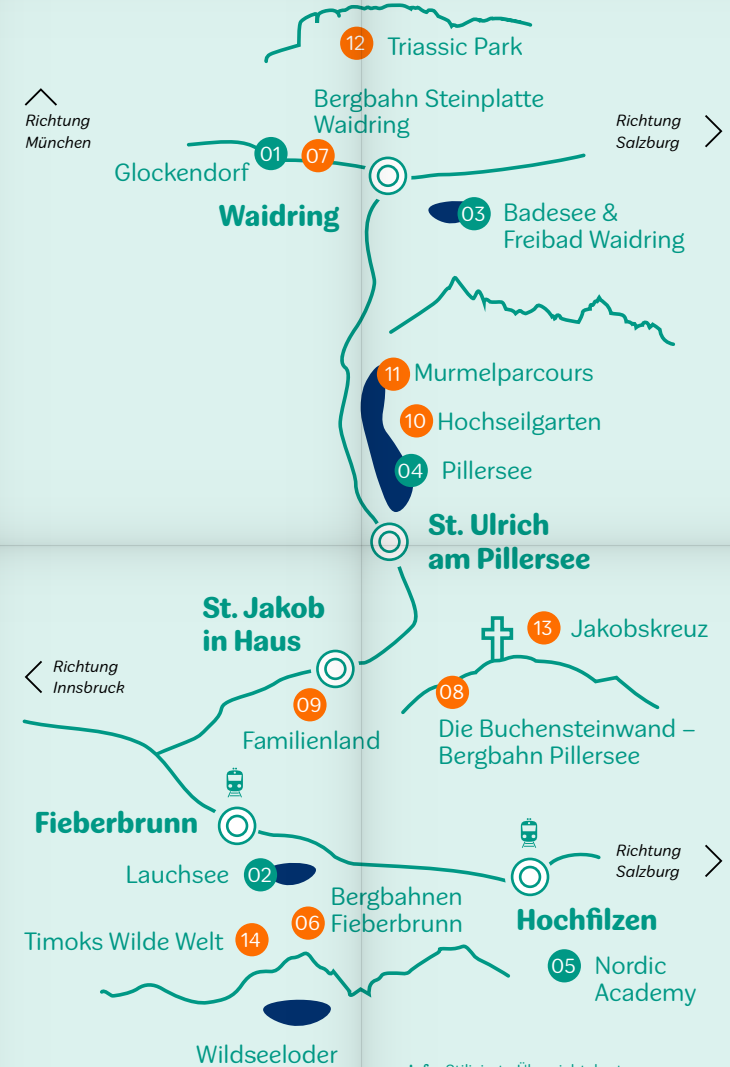 12 Triassic Park
Bergbahn Steinplatte
Waidring
Richtung
München
Richtung
Salzburg
01 07
Glockendorf
Waidring
03 Badesee &
Freibad Waidring
11 Murmelparcours
10 Hochseilgarten
04 Pillersee
St. Ulrich
am Pillersee
St. Jakob
in Haus
13 Jakobskreuz
Richtung
Innsbruck
08
09
Familienland
Die Buchensteinwand –
Bergbahn Pillersee
Fieberbrunn
Richtung
Salzburg
Lauchsee 02
Bergbahnen
06 Fieberbrunn
Hochfilzen
Timoks Wilde Welt 14
05 Nordic
Academy
Wildseeloder